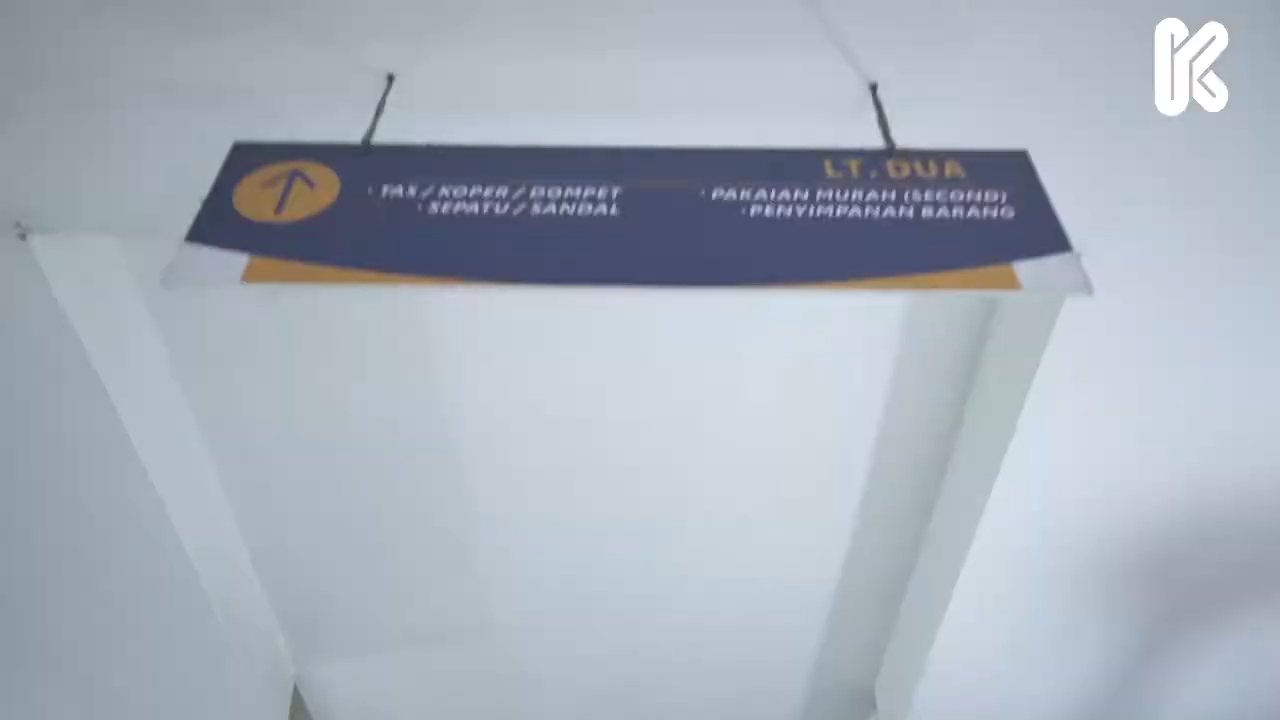 LT. DUA
· TAS / KOPER / DOMPET
· SEPATU / SANDAL
· PAKAIAN MURAH (SECOND)
· PENYIMPANAN BARANG